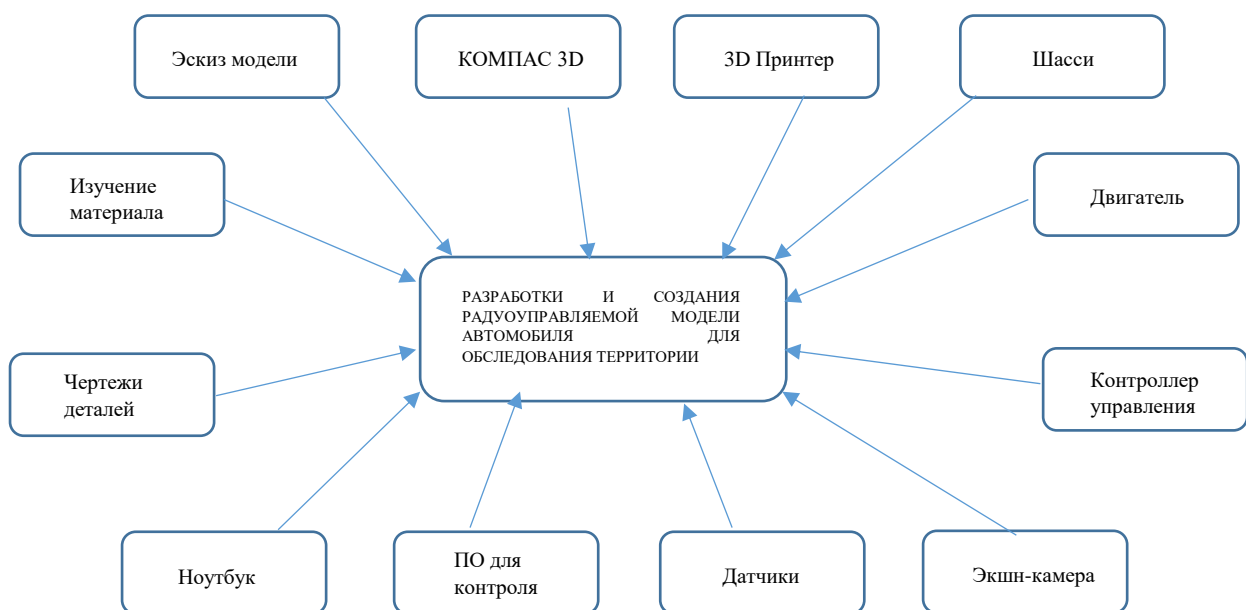 Эскиз модели
КОМПАС 3D
3D Принтер
Шасси
Изучение
материала
Двигатель
РАЗРАБОТКИ И СОЗДАНИЯ
РАДУОУПРАВЛЯЕМОЙ МОДЕЛИ
АВТОМОБИЛЯ ДЛЯ
ОБСЛЕДОВАНИЯ ТЕРРИТОРИИ
Чертежи
деталей
Контроллер
управления
Ноутбук
ПО для
контроля
Датчики
Экшн-камера